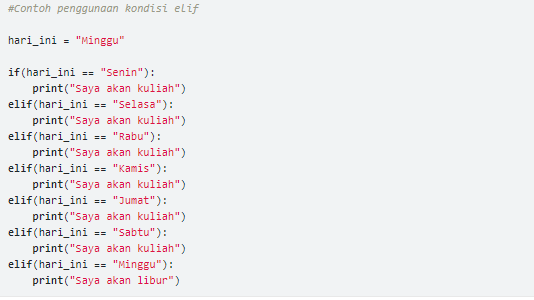 #Contoh penggunaan kondisi elif
hari_ini = "Minggu"
if(hari_ini == "Senin"):
    print("Saya akan kuliah")
elif(hari_ini == "Selasa"):
    print("Saya akan kuliah")
elif(hari_ini == "Rabu"):
    print("Saya akan kuliah")
elif(hari_ini == "Kamis"):
    print("Saya akan kuliah")
elif(hari_ini == "Jumat"):
    print("Saya akan kuliah")
elif(hari_ini == "Sabtu"):
    print("Saya akan kuliah")
elif(hari_ini == "Minggu"):
    print("Saya akan libur")